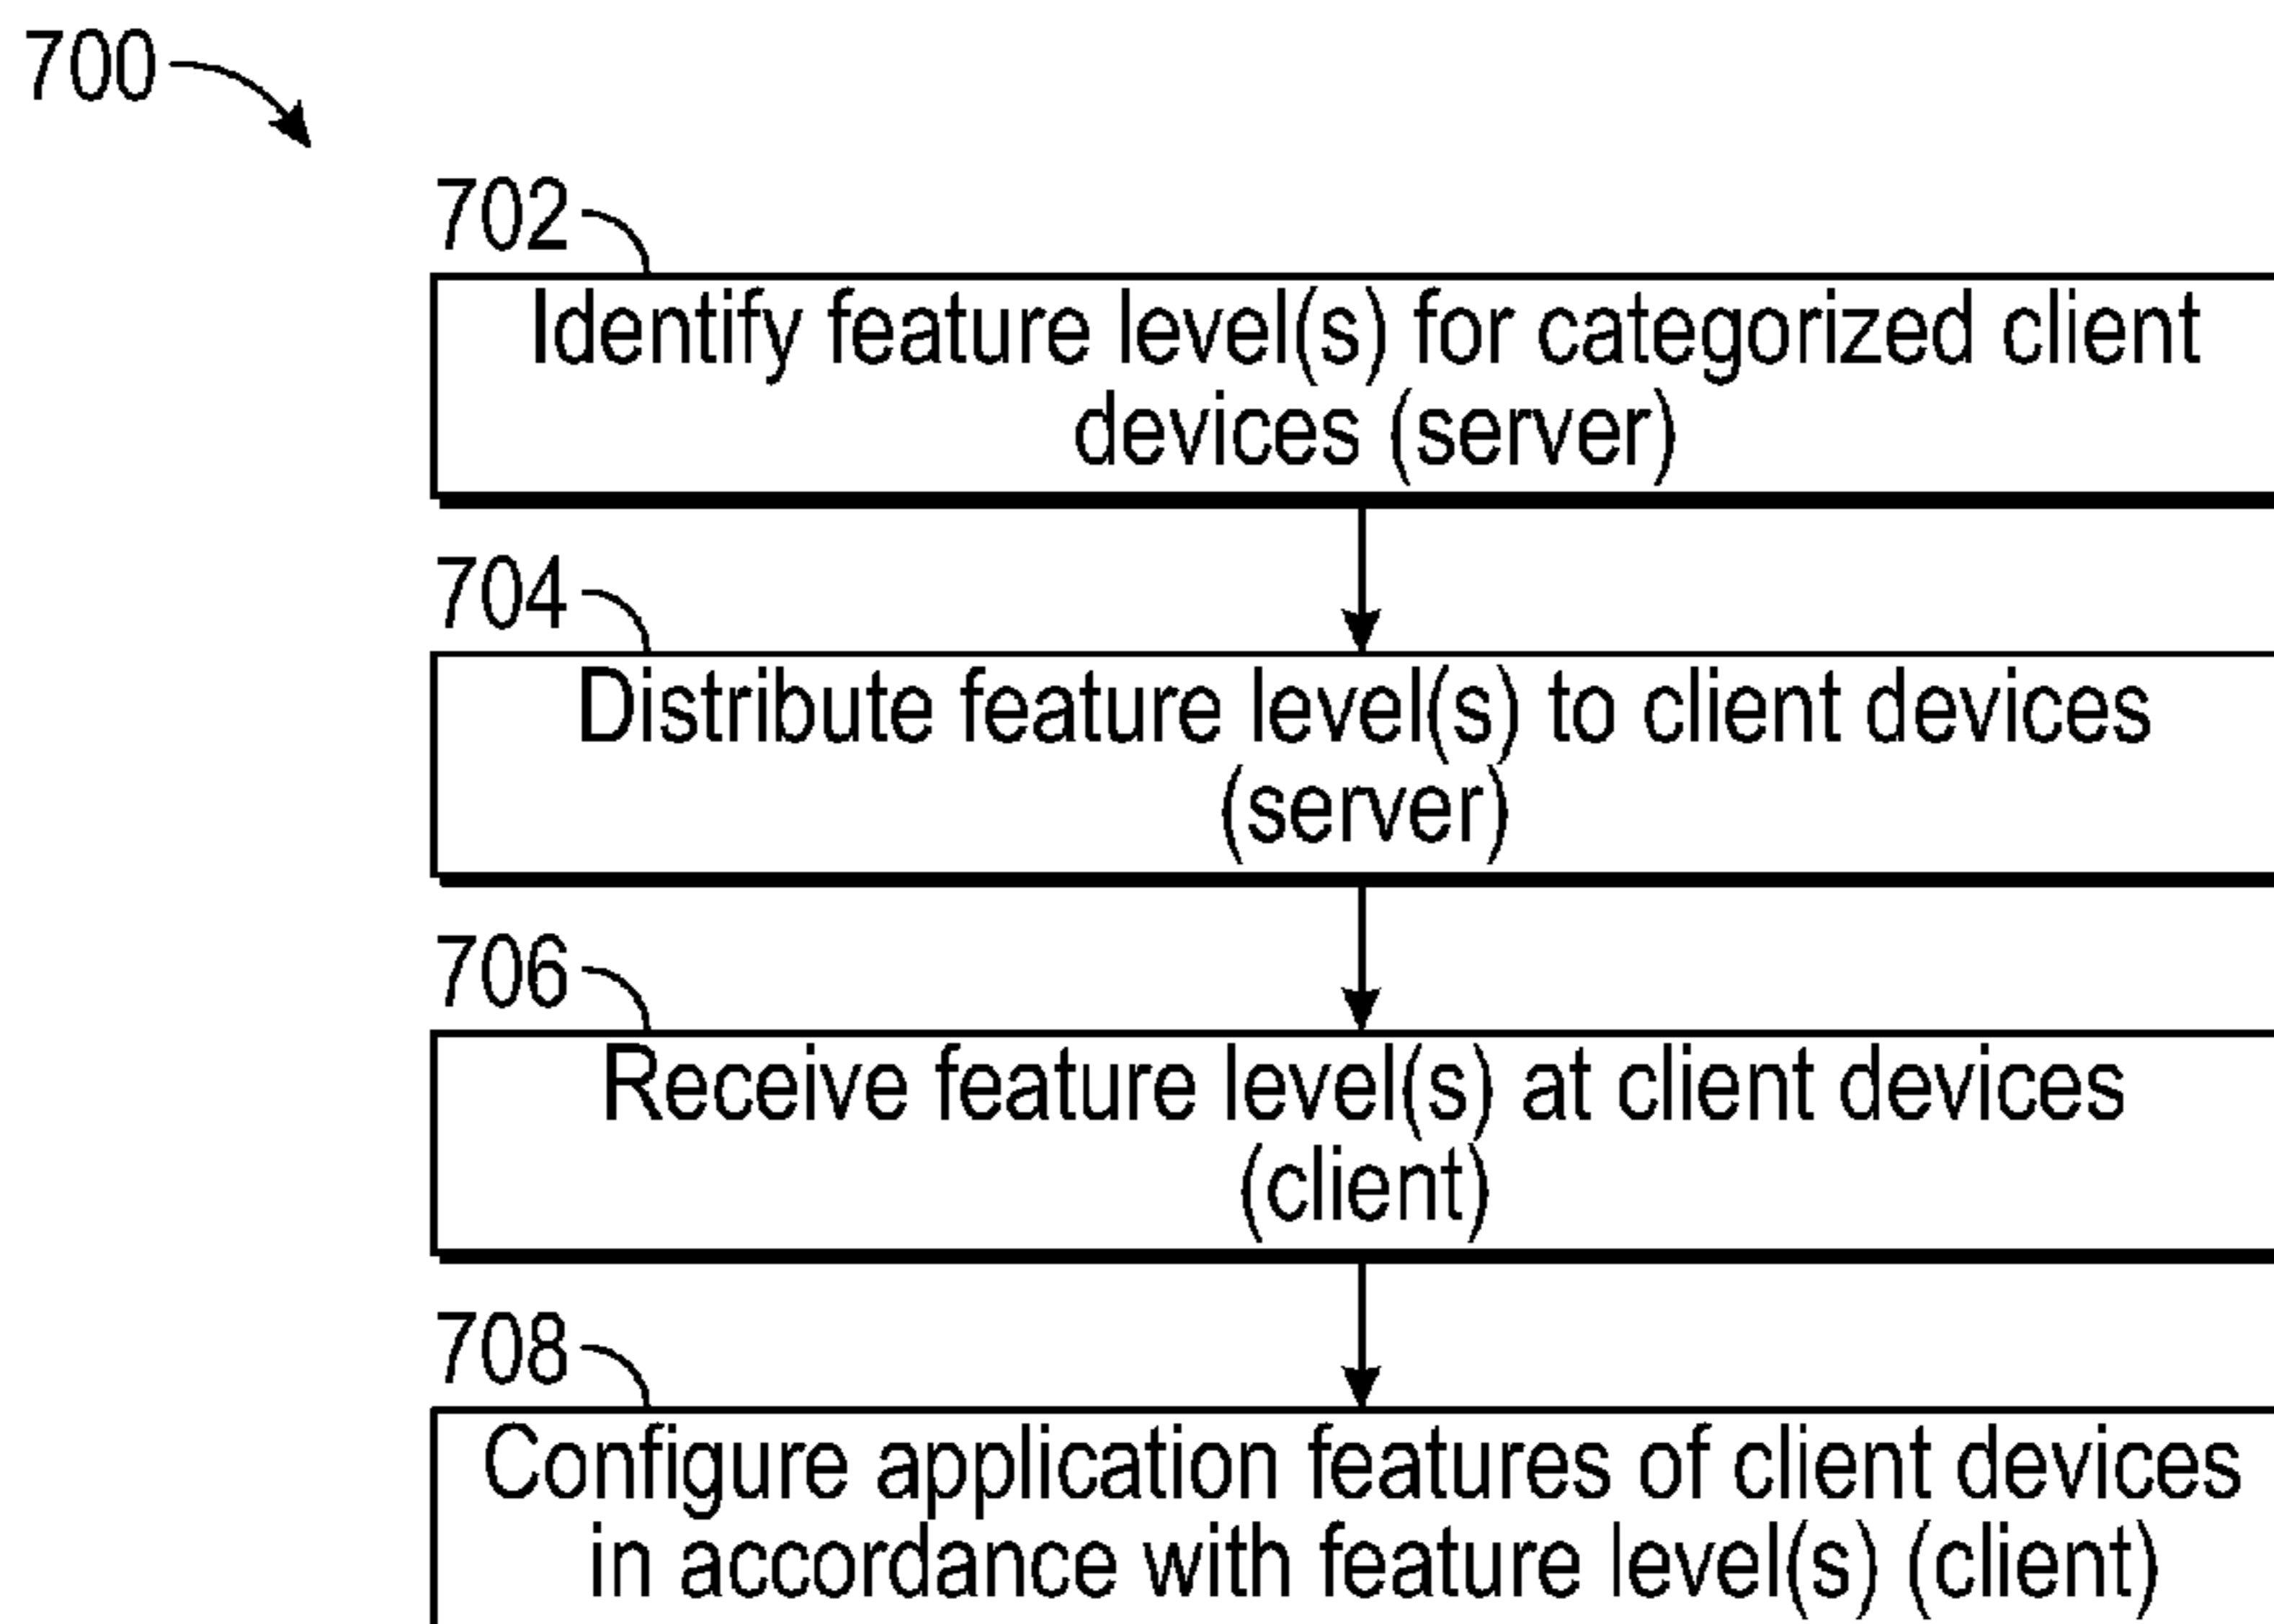 700
702
Identify feature level(s) for categorized client
devices (server)
704
Distribute feature level(s) to client devices
(server)
706
Receive feature level(s) at client devices
(client)
708
Configure application features of client devices
in accordance with feature level(s) (client)